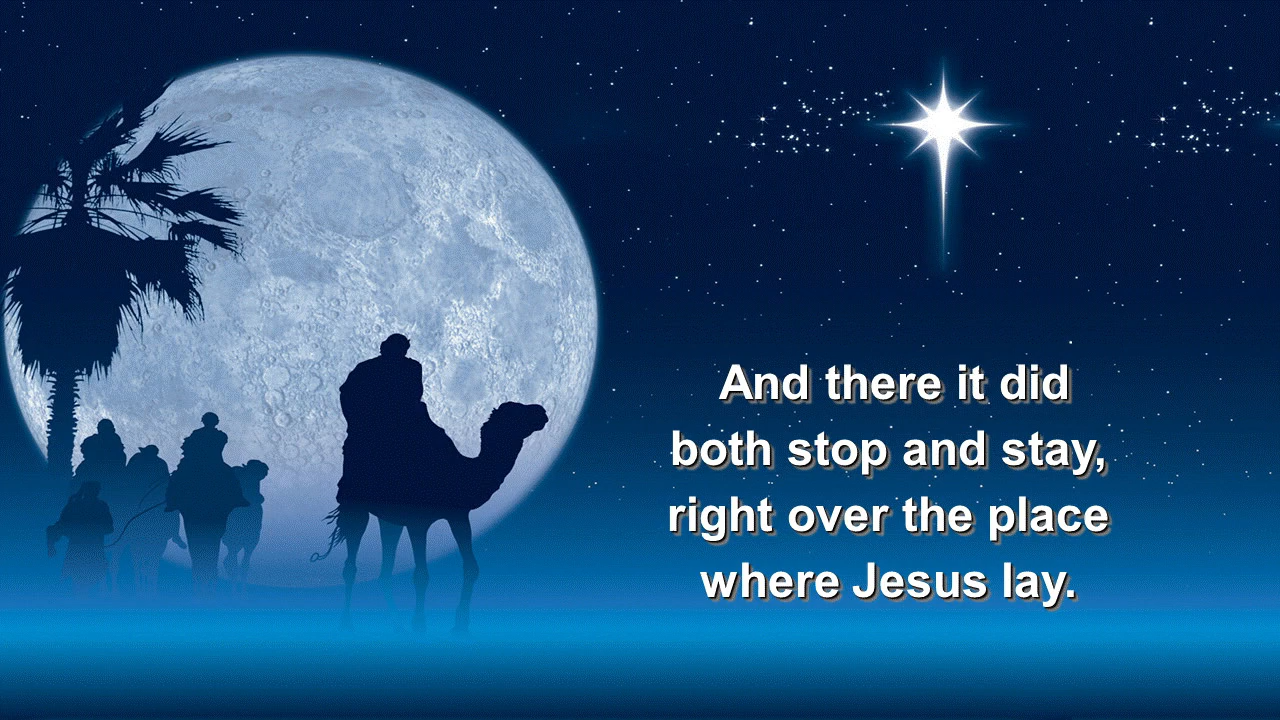 And there it did
both stop and stay,
right over the place
where Jesus lay.